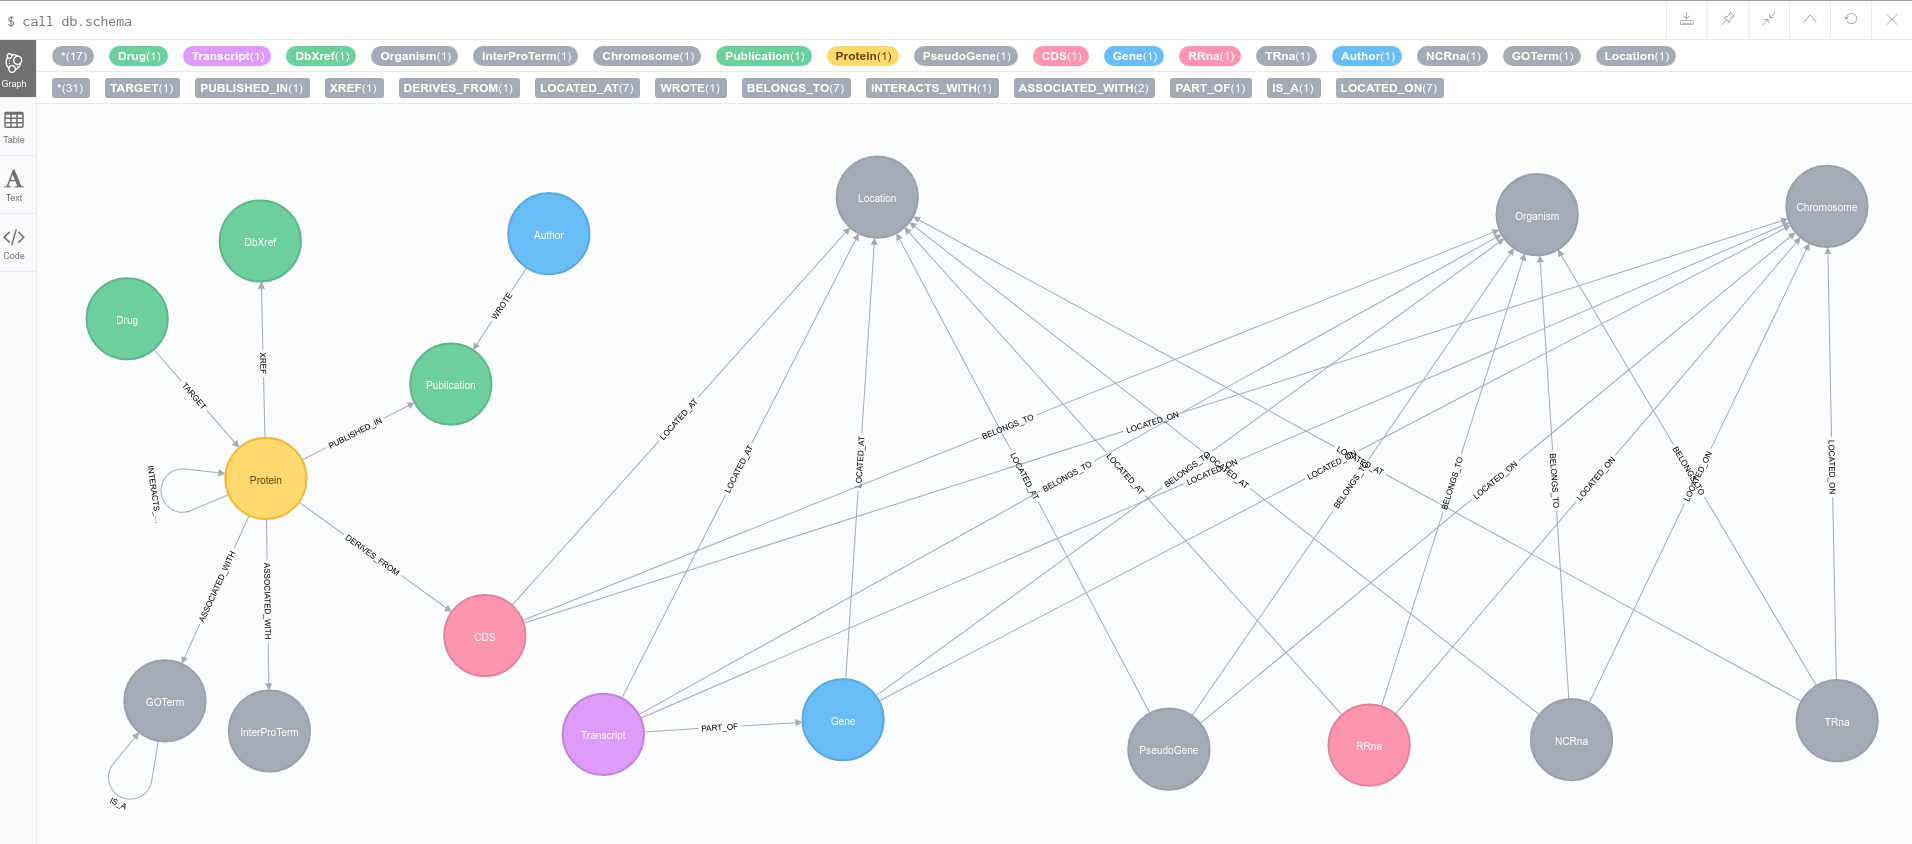 $ call db.schema
*(17) Drug(1) Transcript(1) DbXref(1) Organism(1) InterProTerm(1) Chromosome(1) Publication(1) Protein(1) PseudoGene(1) CDS(1) Gene(1) RRna(1) TRna(1) Author(1) NCRna(1) GOTerm(1) Location(1)
*(31) TARGET(1) PUBLISHED_IN(1) XREF(1) DERIVES_FROM(1) LOCATED_AT(7) WROTE(1) BELONGS_TO(7) INTERACTS_WITH(1) ASSOCIATED_WITH(2) PART_OF(1) IS_A(1) LOCATED_ON(7)
Graph
Table
Text
Code
Location
Chromosome
Organism
Author
DbXref
WROTE
Drug
XREF
Publication
TARGET
PUBLISHED_IN
LOCATED_AT
BELONGS_TO
LOCATED_ON
Protein
INTERACTS_...
LOCATED_AT
LOCATED_AT
LOCATED_AT
BELONGS_TO
LOCATED_AT
BELONGS_TO
LOCATED_ON
LOCATED_AT
LOCATED_ON
LOCATED_AT
BELONGS_TO
BELONGS_TO
LOCATED_ON
BELONGS_TO
LOCATED_ON
BELONGS_TO
LOCATED_ON
LOCATED_ON
DERIVES_FROM
ASSOCIATED_WITH
ASSOCIATED_WITH
CDS
GOTerm
InterProTerm
Transcript
PART_OF
Gene
PseudoGene
RRna
NCRna
TRna
IS_A